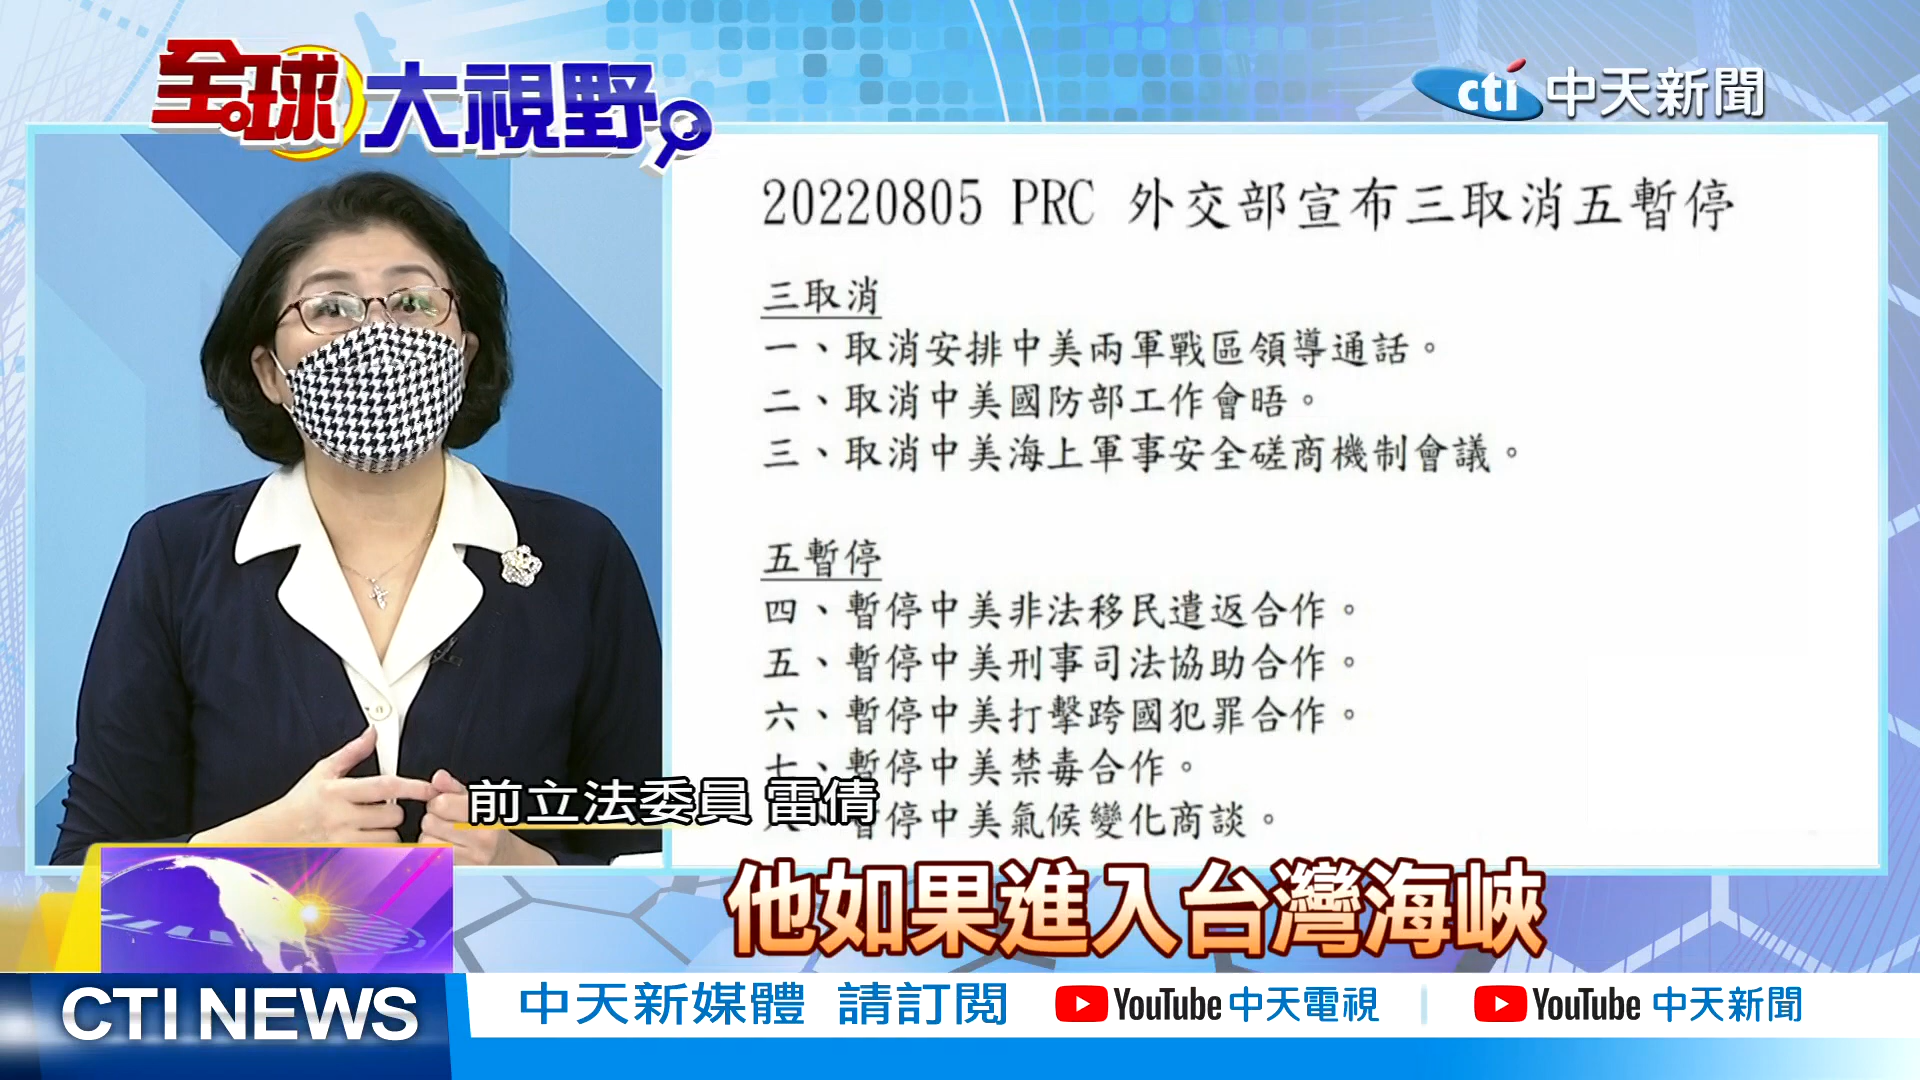 全球大視野
cti 中天新聞
20220805 PRC 外交部宣布三取消五暫停
三取消
一、取消安排中美兩軍戰區領導通話。
二、取消中美國防部工作會晤。
三、取消中美海上軍事安全磋商機制會議。
五暫停
四、暫停中美非法移民遣返合作。
五、暫停中美刑事司法協助合作。
六、暫停中美打擊跨國犯罪合作。
七、暫停中美禁毒合作。
停中美氣候變化商談。
前立法委員 雷倩
他如果進入台灣海峽
CTI NEWS
中天新媒體 請訂閱 YouTube 中天電視 | YouTube 中天新聞